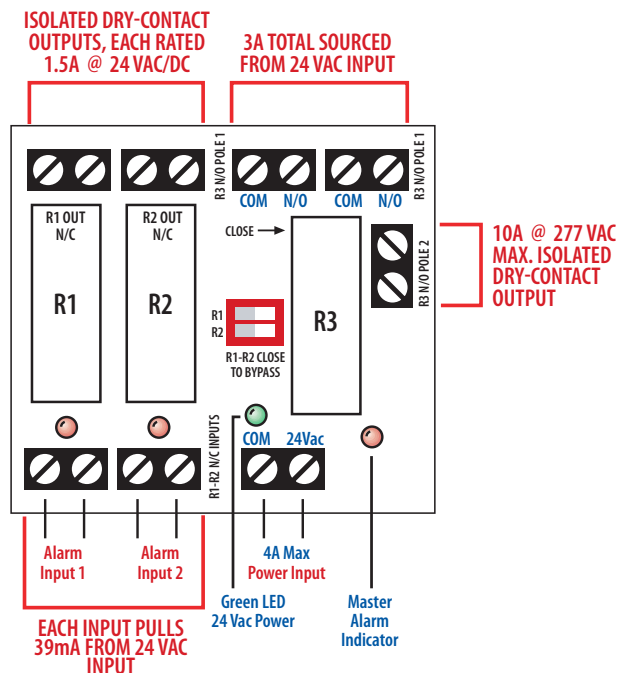 ISOLATED DRY-CONTACT
OUTPUTS, EACH RATED
1.5A @ 24 VAC/DC
3A TOTAL SOURCED
FROM 24 VAC INPUT
R3 N/O POLE 1
R3 N/O POLE 1
COM N/O COM N/O
R1 OUT
N/C
R2 OUT
N/C
CLOSE
R3 N/O POLE 2
10A @ 277 VAC
MAX. ISOLATED
DRY-CONTACT
OUTPUT
R1
R2
R1
R2
R3
R1-R2 CLOSE
TO BYPASS
R1-R2 N/C INPUTS
COM 24Vac
Alarm
Input 1
Alarm
Input 2
4A Max
Power Input
Green LED
24 Vac Power
Master
Alarm
Indicator
EACH INPUT PULLS
39mA FROM 24 VAC
INPUT